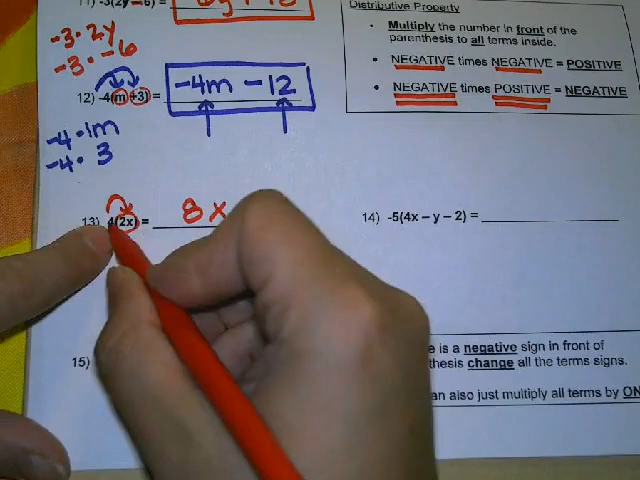 11) -3(2y - 6) =
-3 · 2y
-3 · -6
12) -4(m +3) = -4m -12
-4 · 1m
-4 · 3
13) 4(2x) = 8x
15)
Distributive Property
• Multiply the number in front of the
parenthesis to all terms inside.
• NEGATIVE times NEGATIVE = POSITIVE
• NEGATIVE times POSITIVE = NEGATIVE
14) -5(4x – y – 2) =
e is a negative sign in front of
thesis change all the terms signs.
an also just multiply all terms by ON